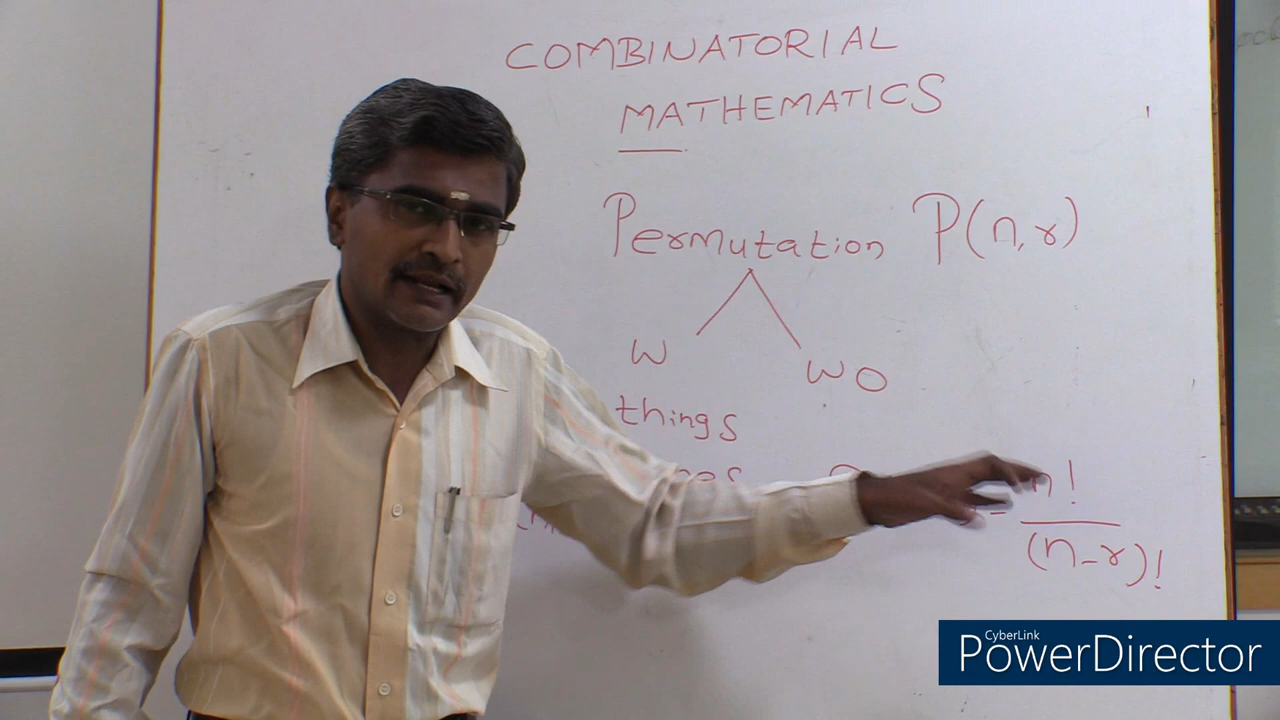 COMBINATORIAL
MATHEMATICS
Permutation P(n,r)
W WO
things
= n!
(n-r)!
CyberLink
PowerDirector